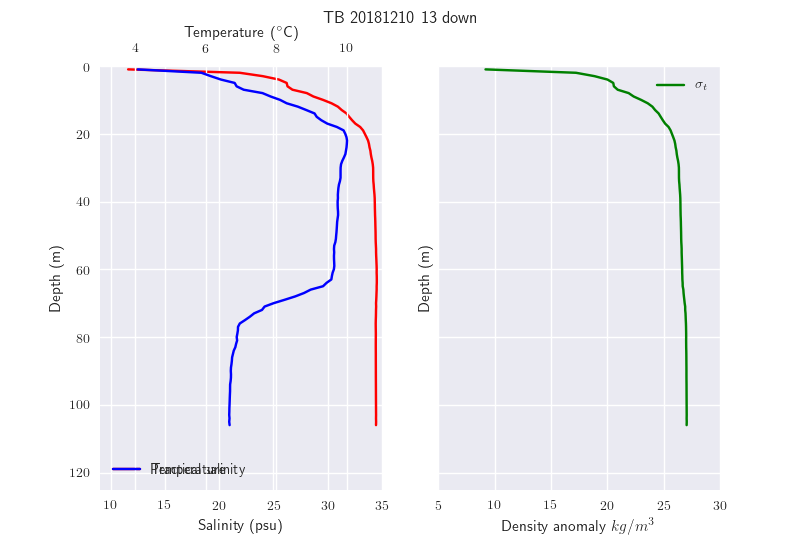 TB 20181210 13 down
Temperature (°C)
4 6 8 10
0
20
40
60
80
100
120
Depth (m)
10 15 20 25 30 35
Salinity (psu)
σt
Depth (m)
5 10 15 20 25 30
Density anomaly kg/m³